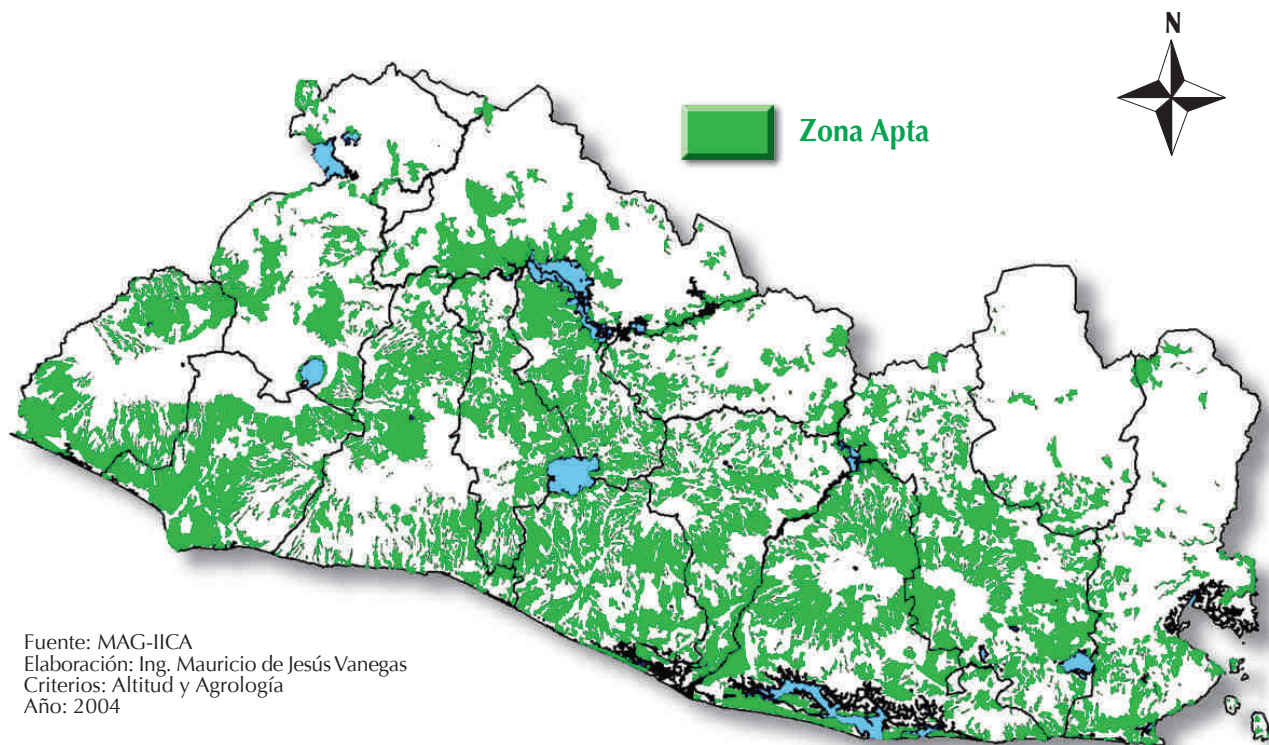 N
Zona Apta
Fuente: MAG-IICA
Elaboración: Ing. Mauricio de Jesús Vanegas
Criterios: Altitud y Agrología
Año: 2004